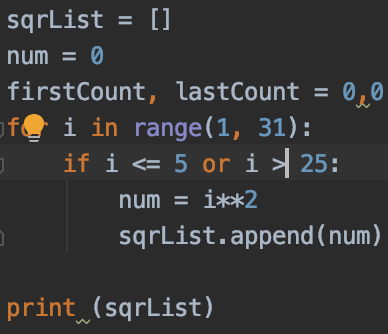 sqrList = []
num = 0
firstCount, lastCount = 0,0
for i in range(1, 31):
if i <= 5 or i > 25:
num = i**2
sqrList.append(num)
print (sqrList)